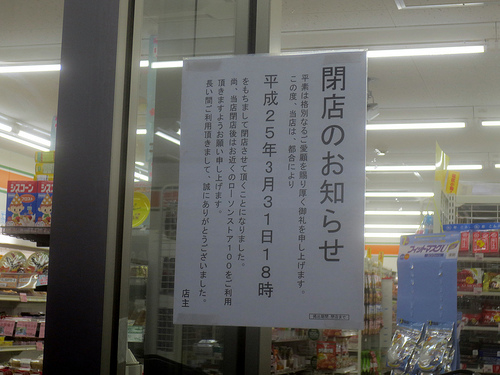 閉店のお知らせ
平素は格別なるご愛顧を賜り厚く御礼を申し上げます。
この度、当店は、都合により
平成25年3月31日18時
をもちまして閉店させて頂くことになりました。
尚、当店閉店後はお近くのローソンストア100をご利用
頂きますようお願い申し上げます。
長い間ご利用頂きまして、誠にありがとうございました。
店主
シスコーン